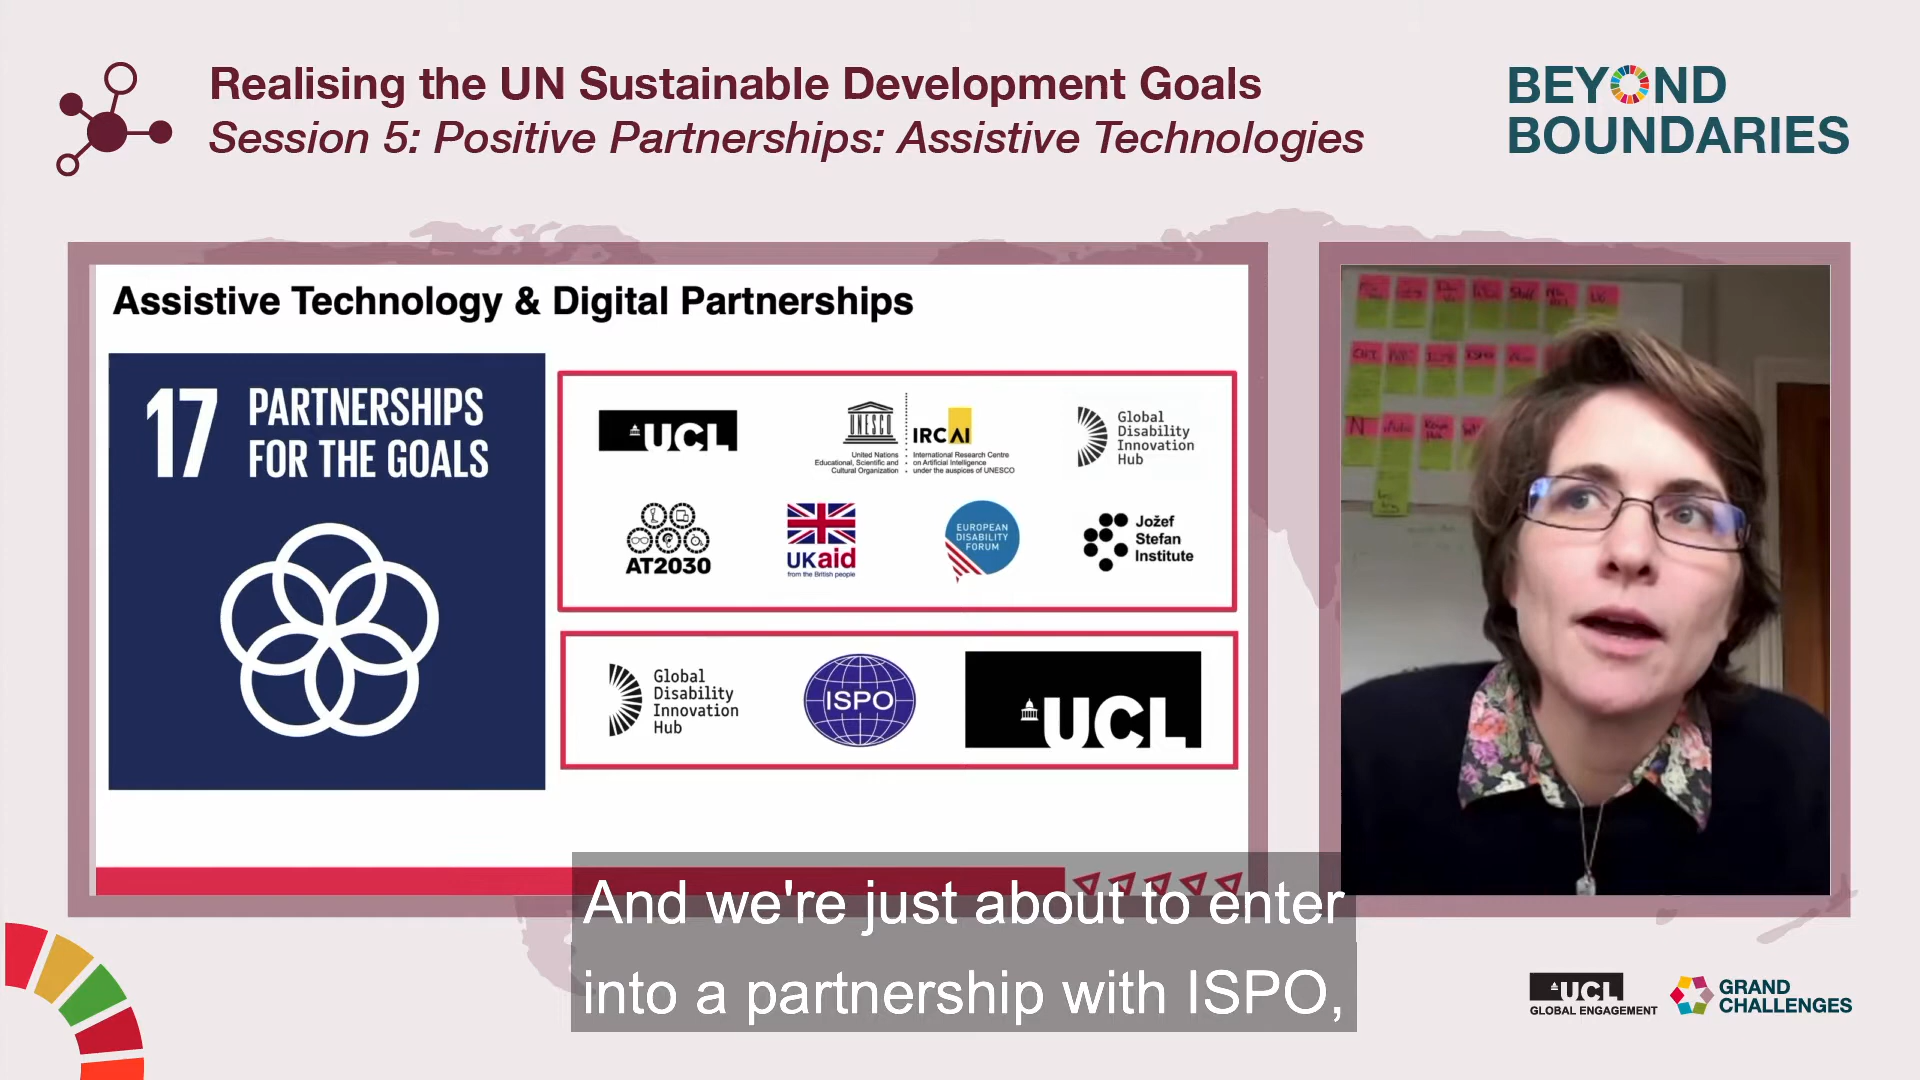 Realising the UN Sustainable Development Goals
Session 5: Positive Partnerships: Assistive Technologies
BEYOND
BOUNDARIES
Assistive Technology & Digital Partnerships
17 PARTNERSHIPS
FOR THE GOALS
UCL
UNESCO
United Nations
Educational, Scientific and
Cultural Organization
IRCAI
International Research Centre
on Artificial Intelligence
under the auspices of UNESCO
Global
Disability
Innovation
Hub
AT2030
UKaid
from the British people
EUROPEAN
DISABILITY
FORUM
Jožef
Stefan
Institute
Global
Disability
Innovation
Hub
ISPO
UCL
And we're just about to enter
into a partnership with ISPO,
UCL
GLOBAL ENGAGEMENT
GRAND
CHALLENGES